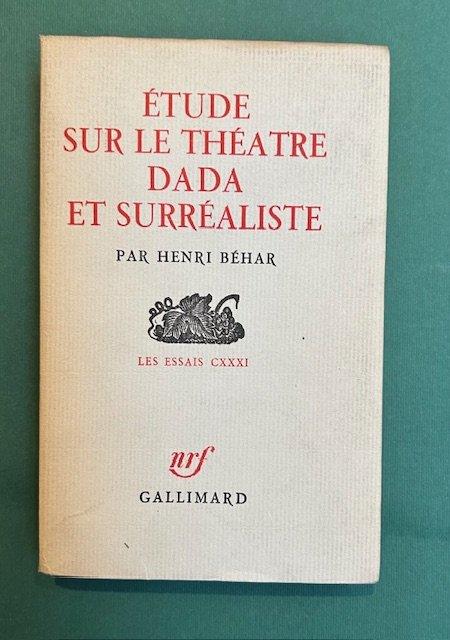 ÉTUDE
SUR LE THÉATRE
DADA
ET SURRÉALISTE
PAR HENRI BÉHAR
LES ESSAIS CXXXI
nrf
GALLIMARD